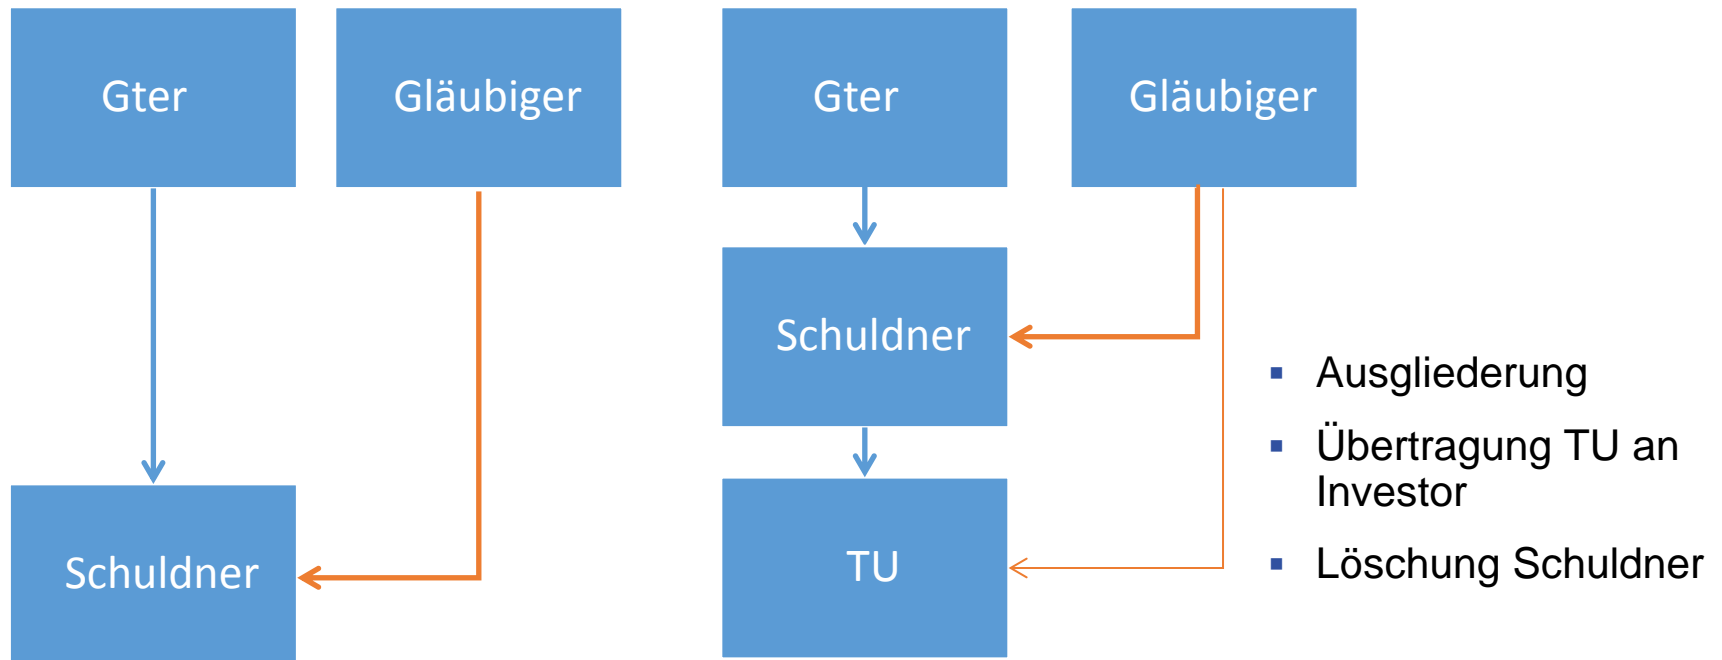 Gter
Gläubiger
Schuldner
Gter
Gläubiger
Schuldner
TU
▪ Ausgliederung
▪ Übertragung TU an
Investor
▪ Löschung Schuldner